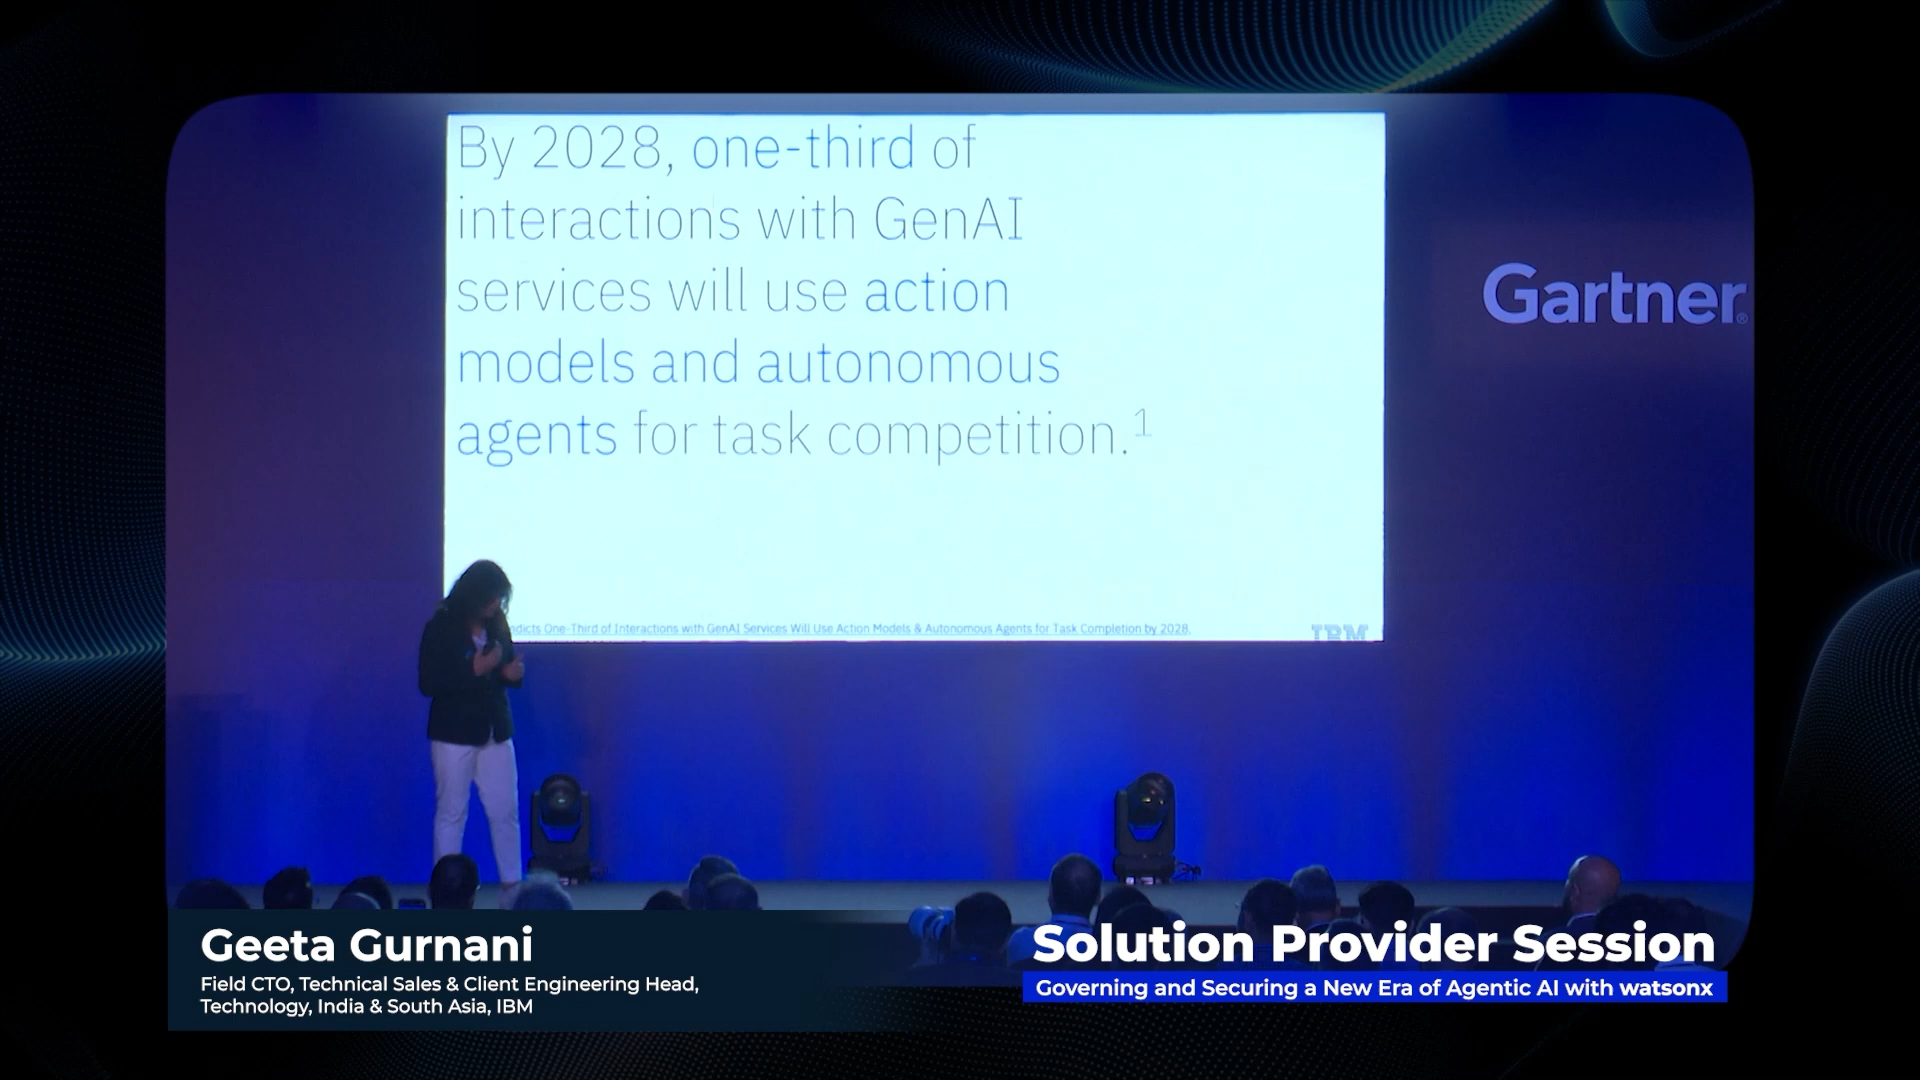 By 2028, one-third of
interactions with GenAI
services will use action
models and autonomous
agents for task competition.¹
One-Third of Interactions with GenAI Services Will Use Action Models & Autonomous Agents for Task Completion by 2028.
IBM
Gartner®
Geeta Gurnani
Field CTO, Technical Sales & Client Engineering Head,
Technology, India & South Asia, IBM
Solution Provider Session
Governing and Securing a New Era of Agentic AI with watsonx